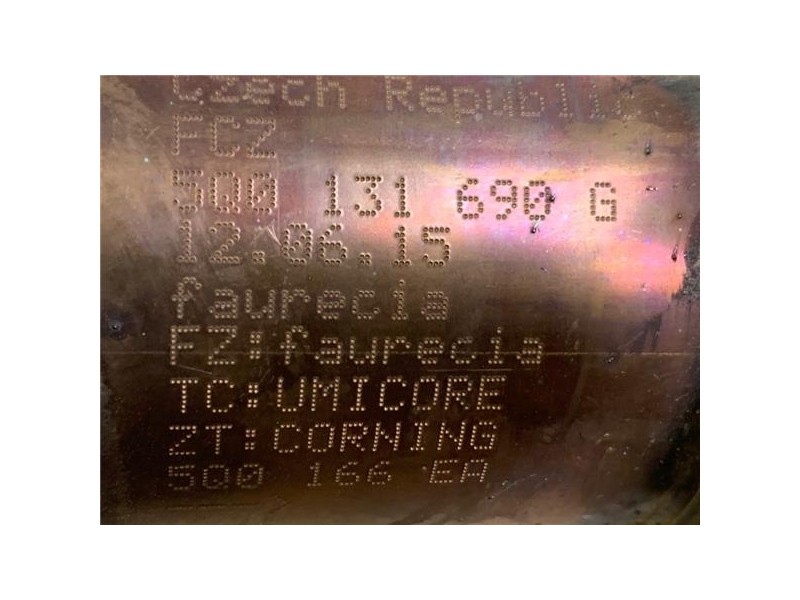 Czech Republic
FCZ
5Q0 131 690 G
12.06.15
faurecia
FZ:faurecia
TC:UMICORE
ZT:CORNING
5Q0 166 EA